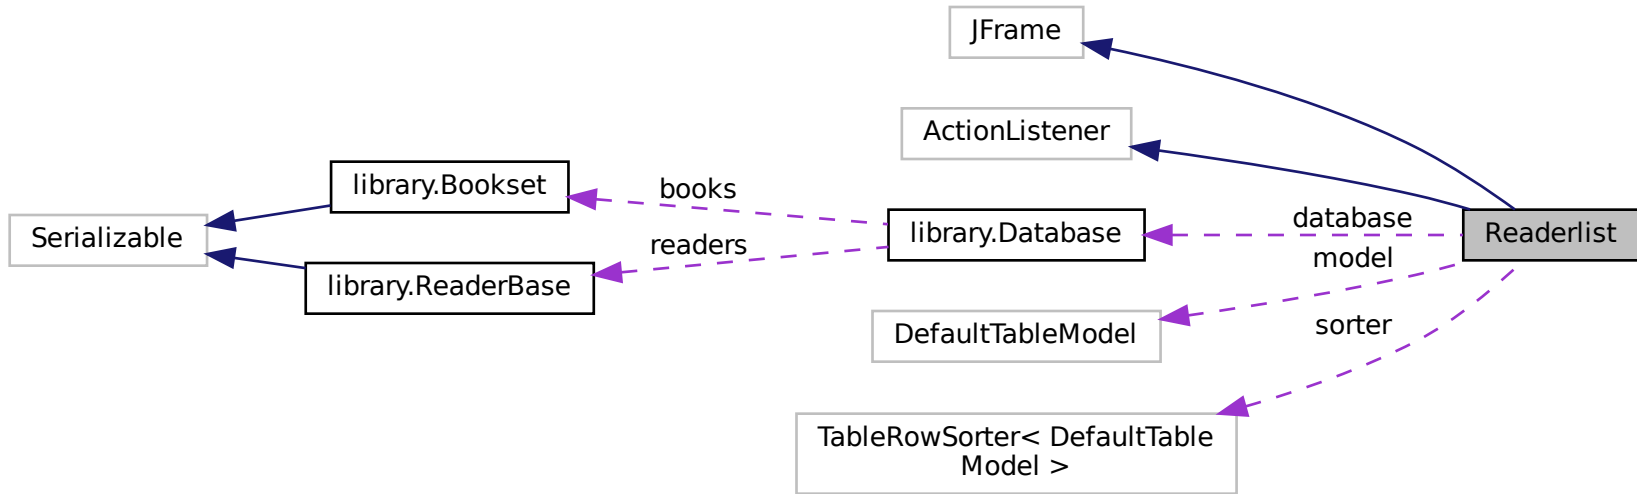 JFrame
ActionListener
library.Bookset
books
Serializable
readers
library.ReaderBase
library.Database
database
Readerlist
model
DefaultTableModel
sorter
TableRowSorter< DefaultTable
Model >